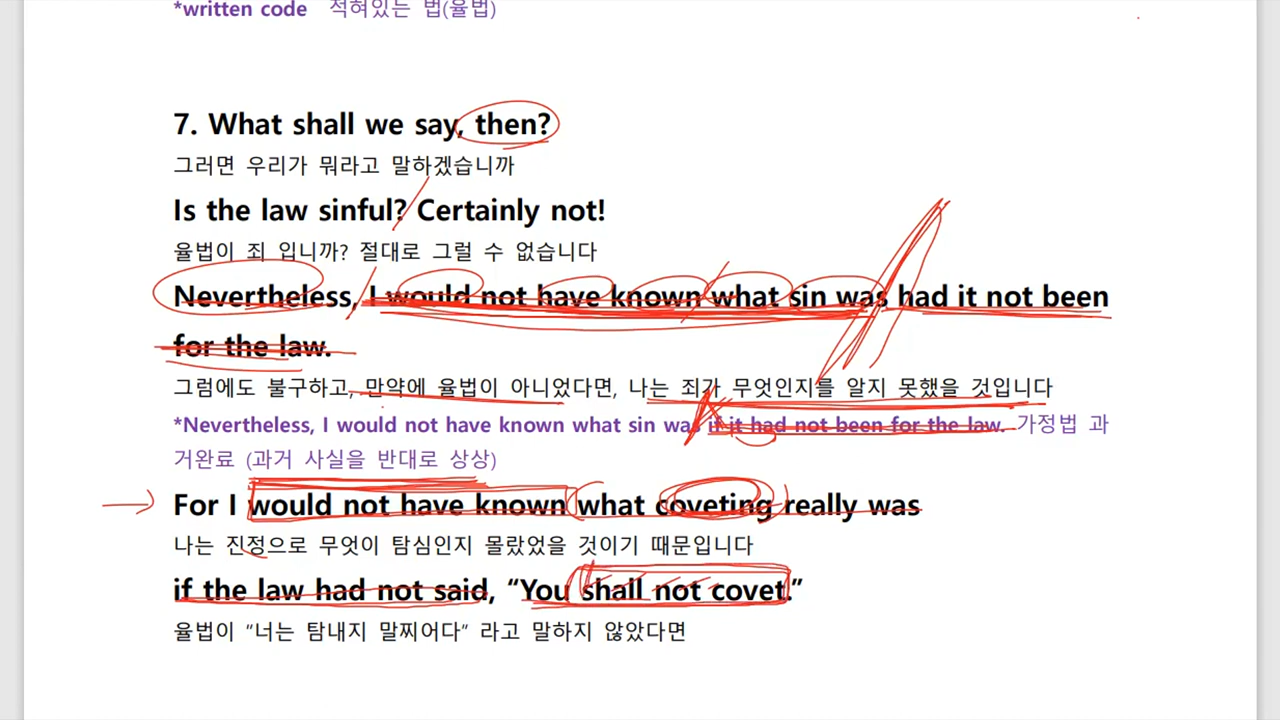 *written code 적혀있는 법(율법)
7. What shall we say, then?
그러면 우리가 뭐라고 말하겠습니까
Is the law sinful? Certainly not!
율법이 죄 입니까? 절대로 그럴 수 없습니다
Nevertheless, I would not have known what sin was had it not been
for the law.
그럼에도 불구하고, 만약에 율법이 아니었다면, 나는 죄가 무엇인지를 알지 못했을 것입니다
*Nevertheless, I would not have known what sin was if it had not been for the law. 가정법 과
거완료 (과거 사실을 반대로 상상)
For I would not have known what coveting really was
나는 진정으로 무엇이 탐심인지 몰랐었을 것이기 때문입니다
if the law had not said, “You shall not covet.”
율법이 “너는 탐내지 말찌어다” 라고 말하지 않았다면